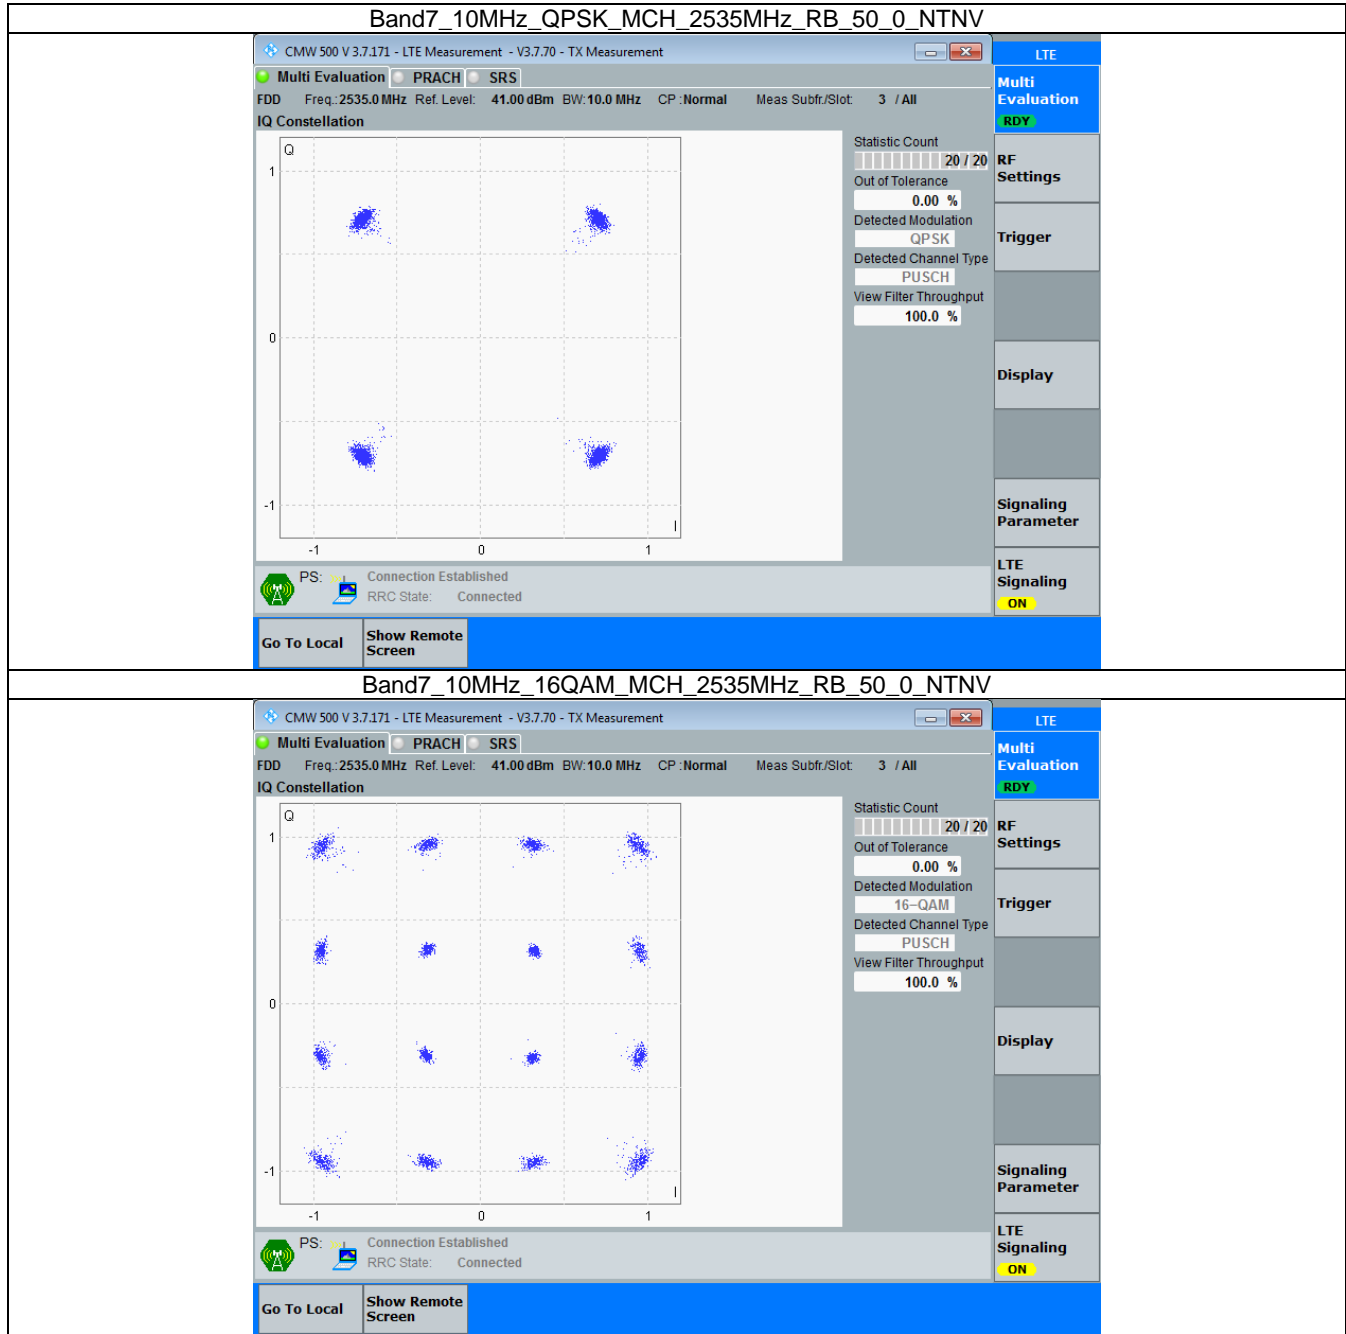 Band7_10MHz_QPSK_MCH_2535MHz_RB_50_0_NTNV
CMW 500 V 3.7.171 - LTE Measurement - V3.7.70 - TX Measurement
LTE
Multi Evaluation PRACH SRS
Multi Evaluation
RDY
FDD Freq.:2535.0 MHz Ref. Level: 41.00 dBm BW:10.0 MHz CP :Normal Meas Subfr./Slot: 3 / All
IQ Constellation
Q
1
0
-1
-1 0 1
I
Statistic Count
20 / 20
Out of Tolerance
0.00 %
Detected Modulation
QPSK
Detected Channel Type
PUSCH
View Filter Throughput
100.0 %
RF
Settings
Trigger
Display
Signaling
Parameter
LTE
Signaling
ON
PS: Connection Established
RRC State: Connected
Go To Local
Show Remote
Screen
Band7_10MHz_16QAM_MCH_2535MHz_RB_50_0_NTNV
CMW 500 V 3.7.171 - LTE Measurement - V3.7.70 - TX Measurement
LTE
Multi Evaluation PRACH SRS
Multi Evaluation
RDY
FDD Freq.:2535.0 MHz Ref. Level: 41.00 dBm BW:10.0 MHz CP :Normal Meas Subfr./Slot: 3 / All
IQ Constellation
Q
1
0
-1
-1 0 1
I
Statistic Count
20 / 20
Out of Tolerance
0.00 %
Detected Modulation
16-QAM
Detected Channel Type
PUSCH
View Filter Throughput
100.0 %
RF
Settings
Trigger
Display
Signaling
Parameter
LTE
Signaling
ON
PS: Connection Established
RRC State: Connected
Go To Local
Show Remote
Screen